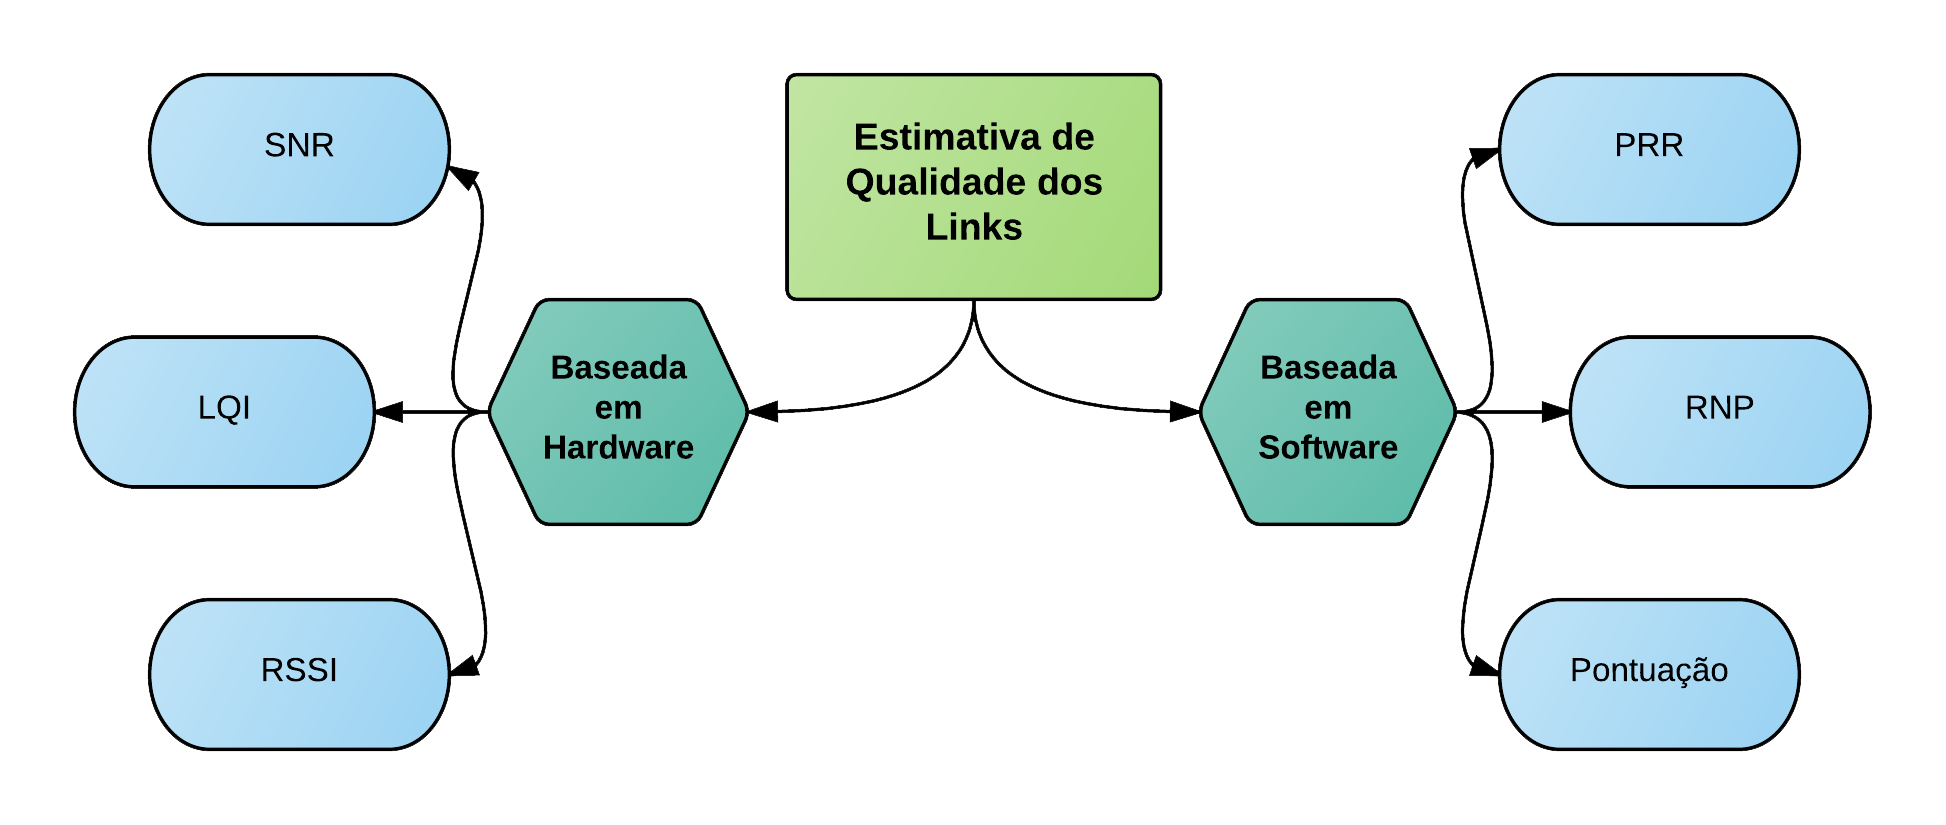 SNR
Estimativa de
Qualidade dos
Links
PRR
LQI
Baseada
em
Hardware
Baseada
em
Software
RNP
RSSI
Pontuação